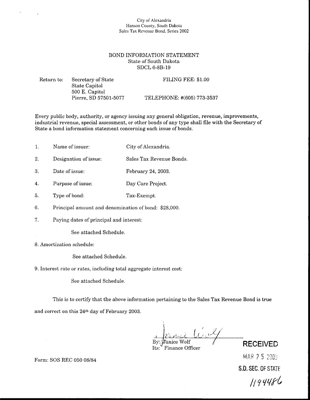 City of Alexandria
Hanson County, South Dakota
Sales Tax Revenue Bond, Series 2002
BOND INFORMATION STATEMENT
State of South Dakota
SDCL 6-8B-19
Return to: Secretary of State FILING FEE: $1.00
State Capitol
500 E. Capitol
Pierre, SD 57501-5077 TELEPHONE: #(605) 773-3537
Every public body, authority, or agency issuing any general obligation, revenue, improvements,
industrial revenue, special assessment, or other bonds of any type shall file with the Secretary of
State a bond information statement concerning each issue of bonds.
1. Name of issuer: City of Alexandria.
2. Designation of issue: Sales Tax Revenue Bonds.
3. Date of issue: February 24, 2003.
4. Purpose of issue: Day Care Project.
5. Type of bond: Tax-Exempt.
6. Principal amount and denomination of bond: $28,000.
7. Paying dates of principal and interest:
See attached Schedule.
8. Amortization schedule:
See attached Schedule.
9. Interest rate or rates, including total aggregate interest cost:
See attached Schedule.
This is to certify that the above information pertaining to the Sales Tax Revenue Bond is true
and correct on this 24th day of February 2003.
Janice Wolf
By: Janice Wolf
Its: Finance Officer
RECEIVED
MAR 25 2003
S.D. SEC. OF STATE
1194486
Form: SOS REC 050 08/84